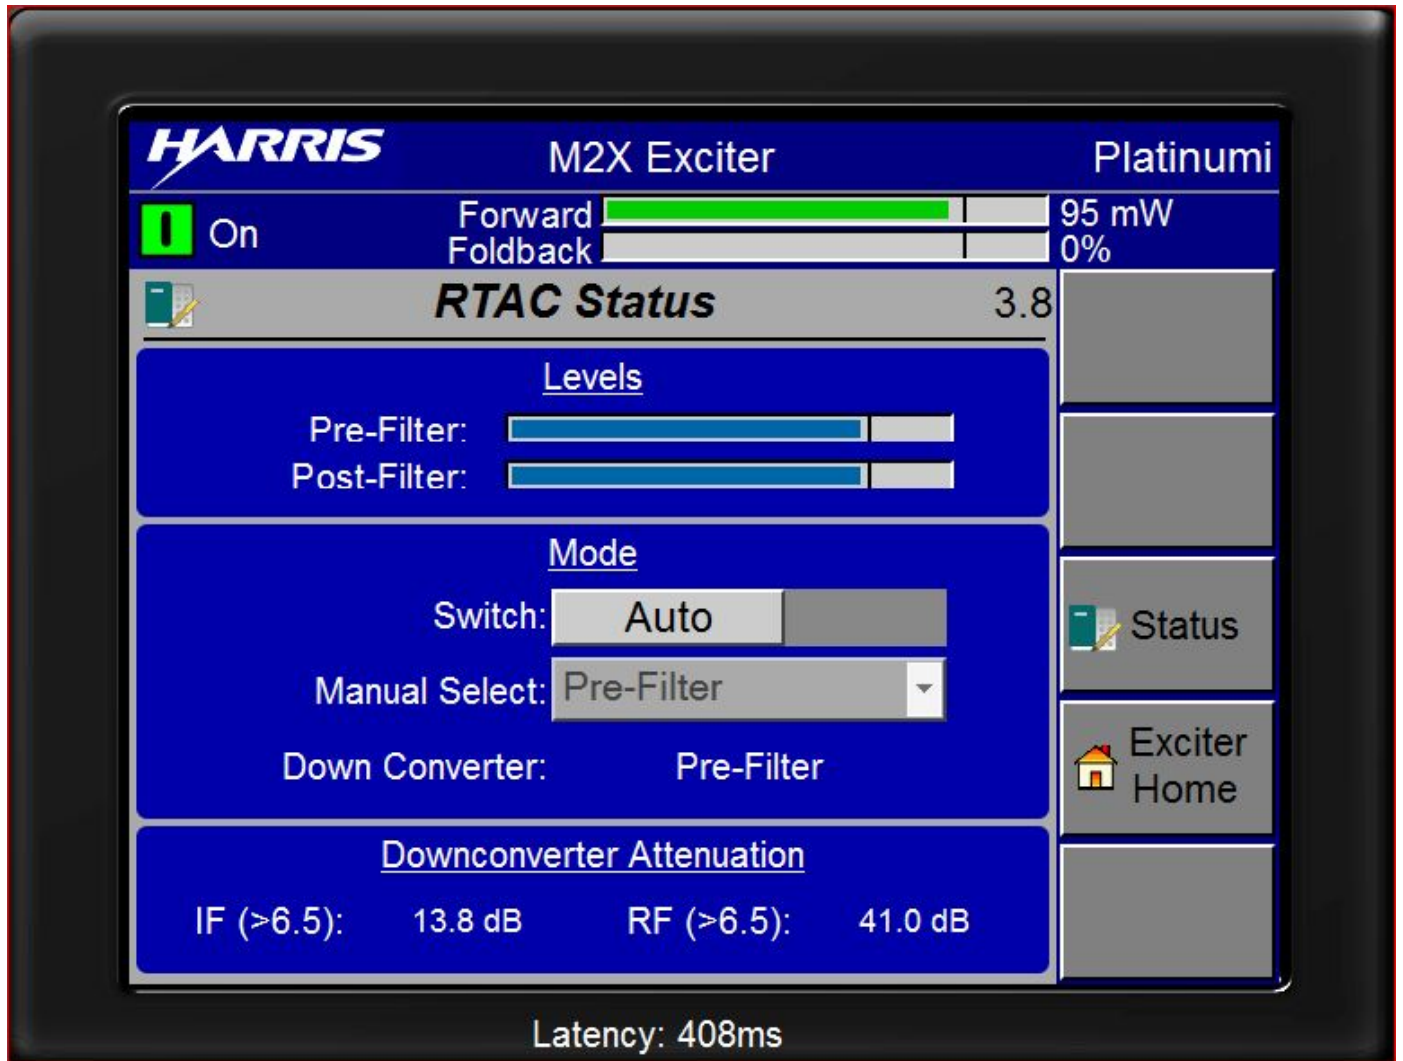 HARRIS M2X Exciter Platinumi
On Forward 95 mW
Foldback 0%
RTAC Status 3.8
Levels
Pre-Filter:
Post-Filter:
Mode
Switch: Auto
Manual Select: Pre-Filter
Down Converter: Pre-Filter
Downconverter Attenuation
IF (>6.5): 13.8 dB RF (>6.5): 41.0 dB
Status
Exciter
Home
Latency: 408ms